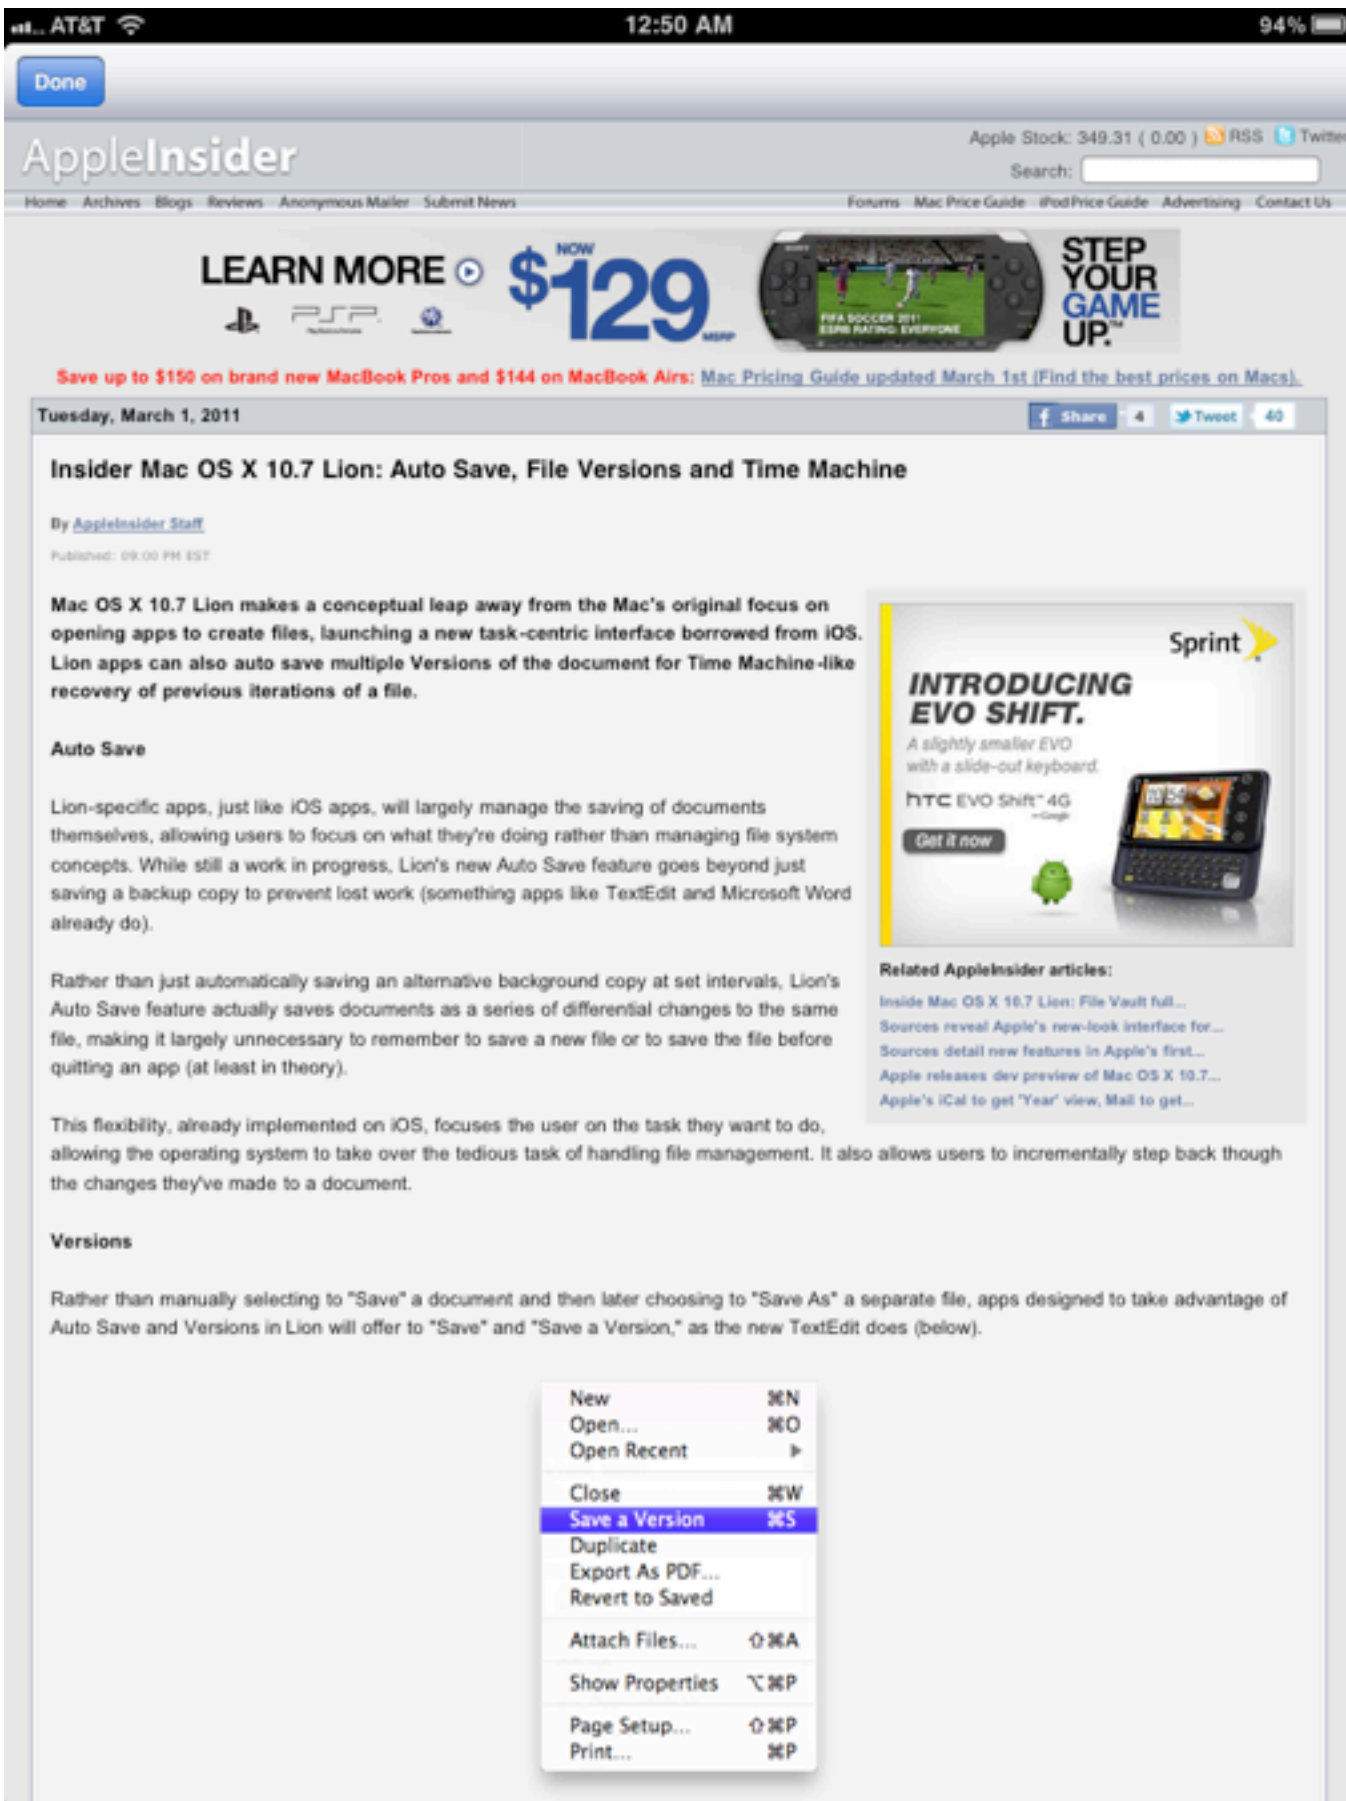 AT&T 12:50 AM 94%
Done
AppleInsider
Apple Stock: 349.31 ( 0.00 ) RSS Twitter
Search:
Home Archives Blogs Reviews Anonymous Mailer Submit News Forums Mac Price Guide iPod Price Guide Advertising Contact Us
LEARN MORE
PSP
NOW
$129
MSRP
SONY
FIFA SOCCER 2011
ESRB RATING: EVERYONE
STEP
YOUR
GAME
UP.™
Save up to $150 on brand new MacBook Pros and $144 on MacBook Airs: Mac Pricing Guide updated March 1st (Find the best prices on Macs).
Tuesday, March 1, 2011 f Share 4 Tweet 40
Insider Mac OS X 10.7 Lion: Auto Save, File Versions and Time Machine
By AppleInsider Staff
Published: 09:00 PM EST
Mac OS X 10.7 Lion makes a conceptual leap away from the Mac's original focus on
opening apps to create files, launching a new task-centric interface borrowed from iOS.
Lion apps can also auto save multiple Versions of the document for Time Machine-like
recovery of previous iterations of a file.
Auto Save
Lion-specific apps, just like iOS apps, will largely manage the saving of documents
themselves, allowing users to focus on what they're doing rather than managing file system
concepts. While still a work in progress, Lion's new Auto Save feature goes beyond just
saving a backup copy to prevent lost work (something apps like TextEdit and Microsoft Word
already do).
Rather than just automatically saving an alternative background copy at set intervals, Lion's
Auto Save feature actually saves documents as a series of differential changes to the same
file, making it largely unnecessary to remember to save a new file or to save the file before
quitting an app (at least in theory).
Sprint
INTRODUCING
EVO SHIFT.
A slightly smaller EVO
with a slide-out keyboard.
hTC EVO Shift™ 4G
Google
Get it now
10 54
Related AppleInsider articles:
Inside Mac OS X 10.7 Lion: File Vault full...
Sources reveal Apple's new-look interface for...
Sources detail new features in Apple's first...
Apple releases dev preview of Mac OS X 10.7...
Apple's iCal to get 'Year' view, Mail to get...
This flexibility, already implemented on iOS, focuses the user on the task they want to do,
allowing the operating system to take over the tedious task of handling file management. It also allows users to incrementally step back though
the changes they've made to a document.
Versions
Rather than manually selecting to "Save" a document and then later choosing to "Save As" a separate file, apps designed to take advantage of
Auto Save and Versions in Lion will offer to "Save" and "Save a Version," as the new TextEdit does (below).
New ⌘N
Open... ⌘O
Open Recent
Close ⌘W
Save a Version ⌘S
Duplicate
Export As PDF...
Revert to Saved
Attach Files... ⇧⌘A
Show Properties ⌥⌘P
Page Setup... ⇧⌘P
Print... ⌘P